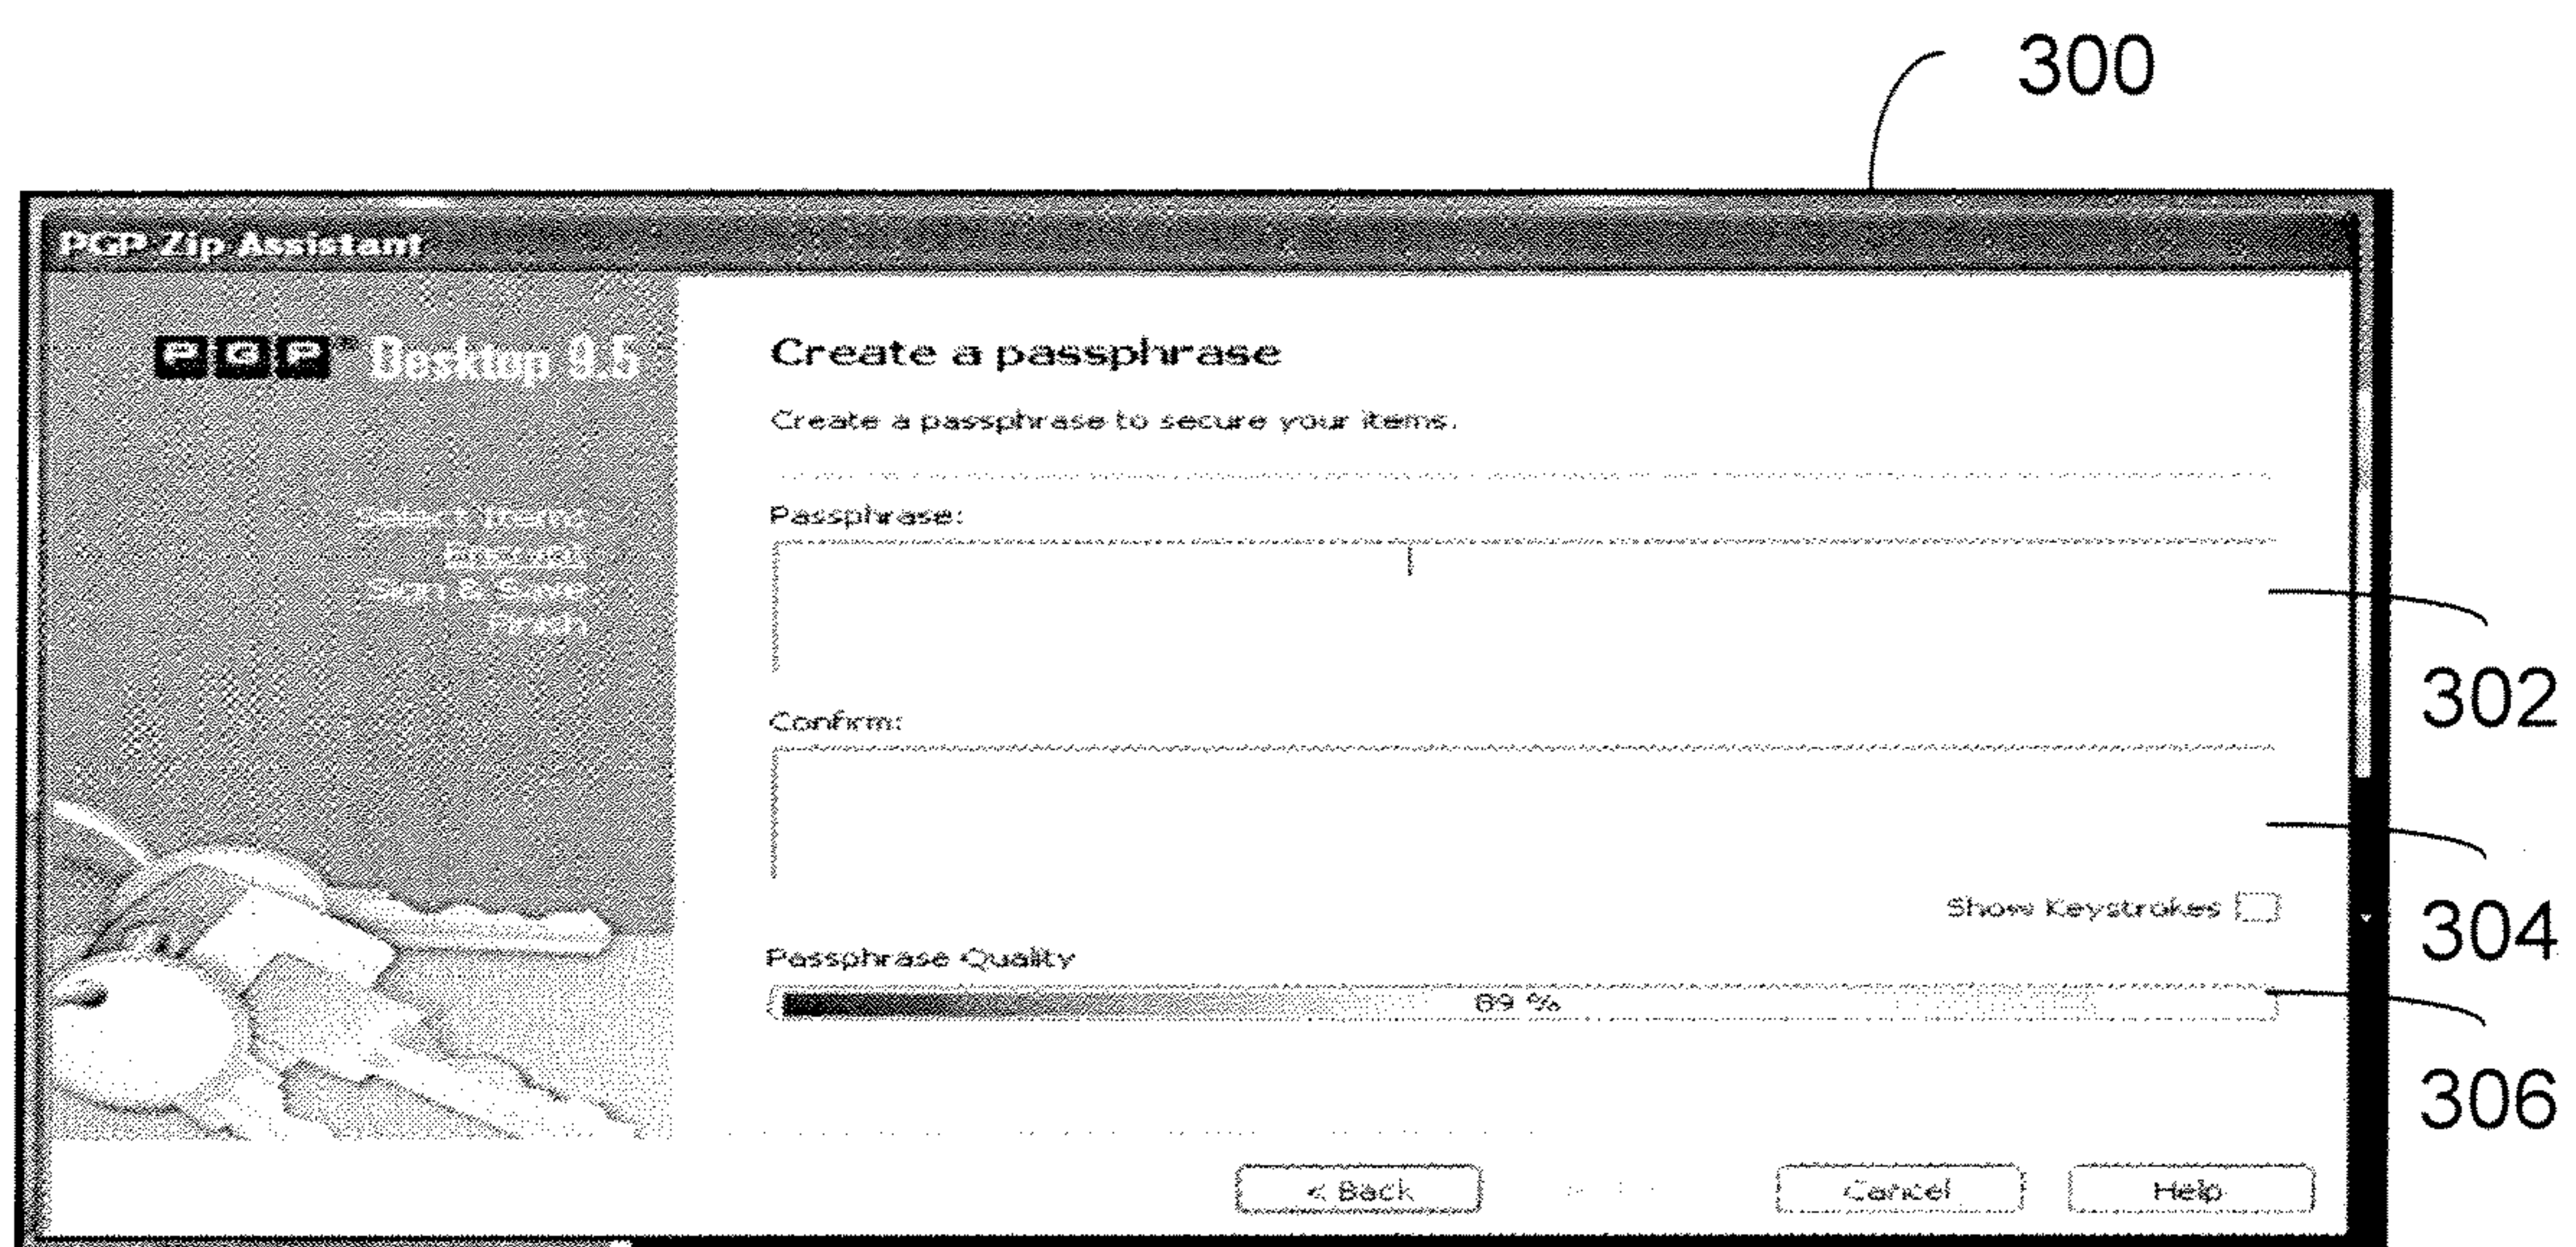 300
PGP Zip Assistant
PGP® Desktop 9.5
Select Items
Encrypt
Sign & Save
Finish
Create a passphrase
Create a passphrase to secure your items.
Passphrase:
302
Confirm:
304
Show Keystrokes
Passphrase Quality
89 %
306
< Back
Cancel
Help